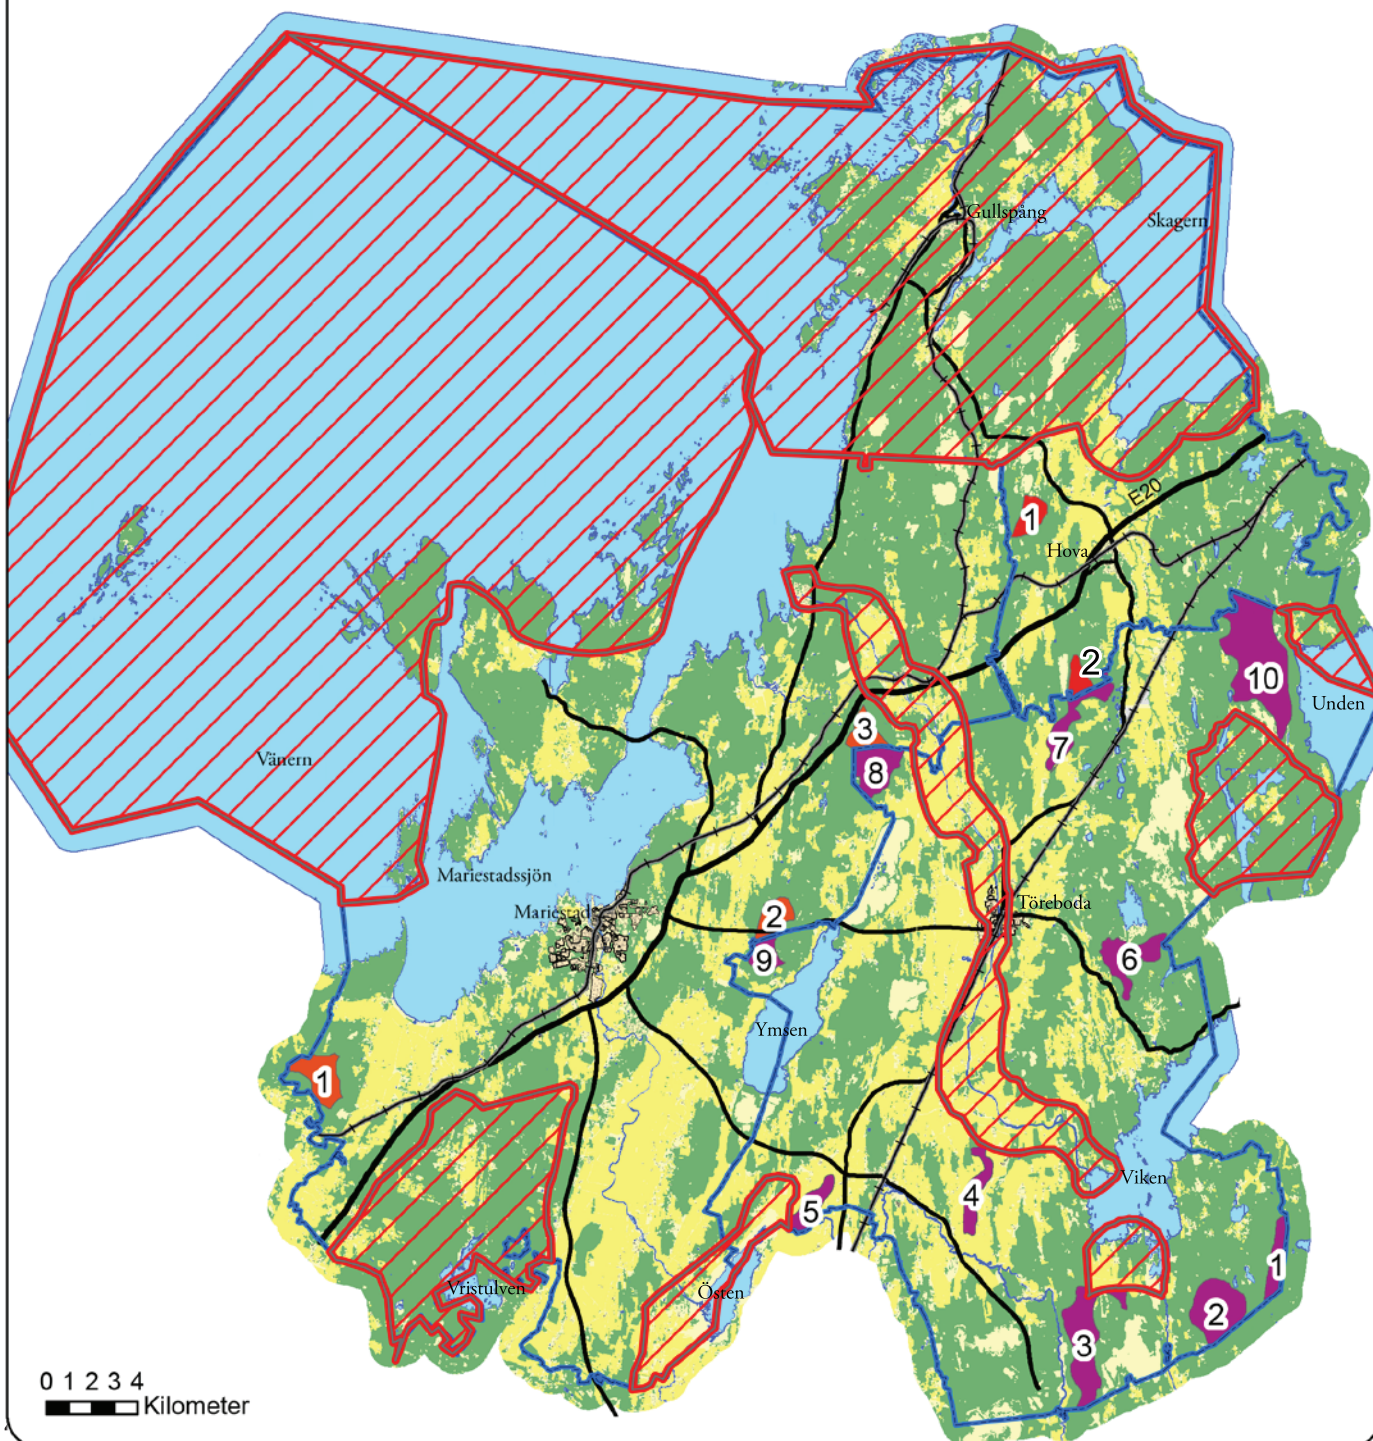 Gullspång
Skagern
E20
1
Hova
2
10
Unden
7
3
8
Vänern
Mariestadssjön
Mariestad
Töreboda
2
9
6
Ymsen
1
Viken
4
5
Vristulven
Östen
1
2
3
0 1 2 3 4
Kilometer